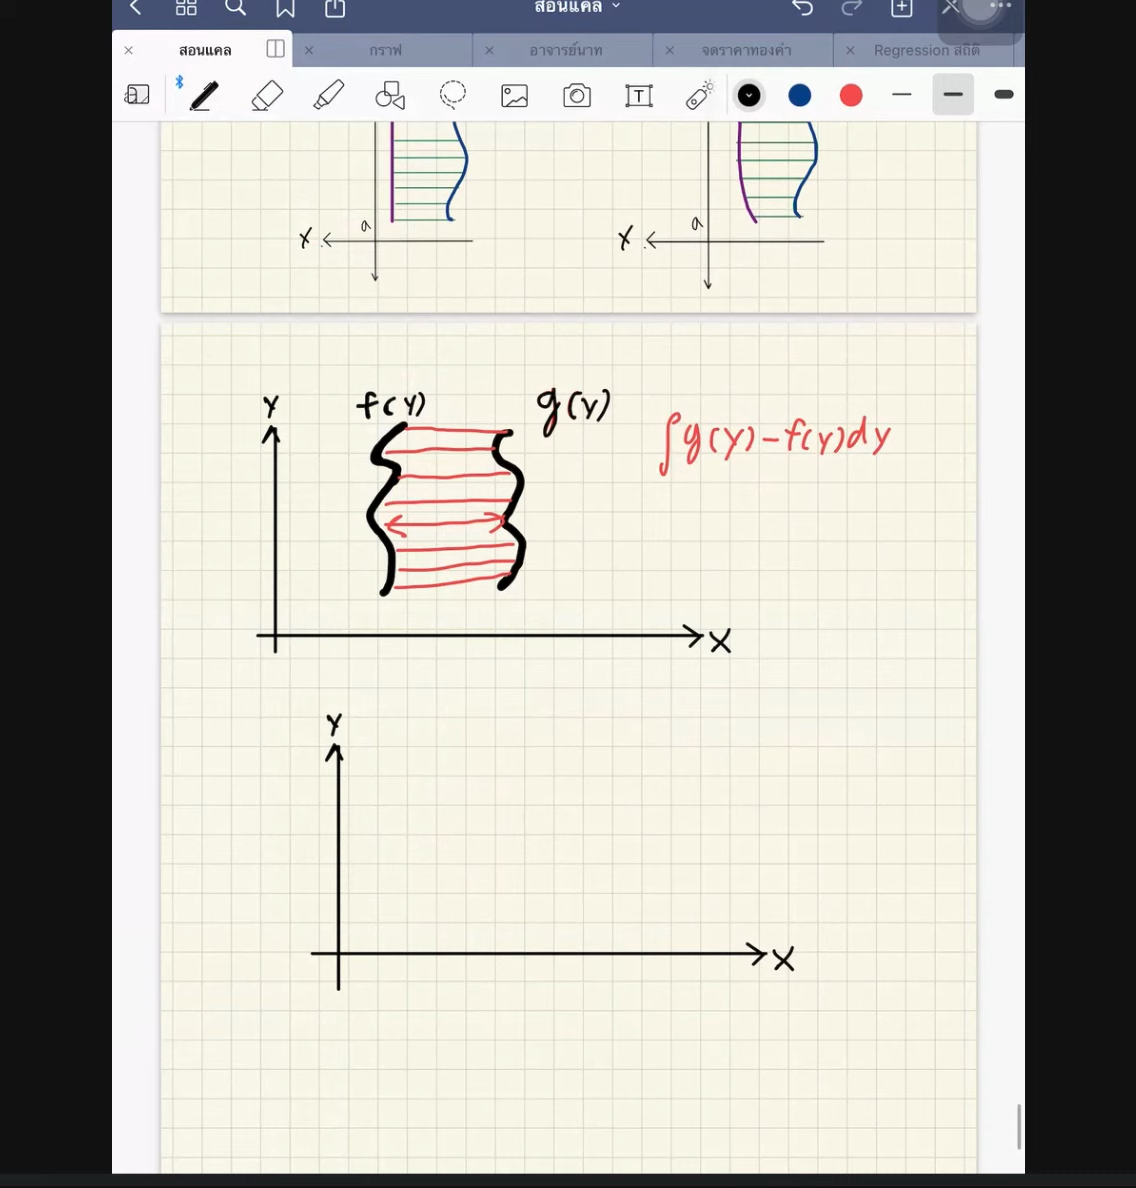 สอนแคล
สอนแคล
กราฟ
อาจารย์นาท
จดราคาทองคำ
Regression สถิติ
T
a
X
a
X
Y
f(y)
g(y)
∫g(y)-f(y)dy
X
Y
X